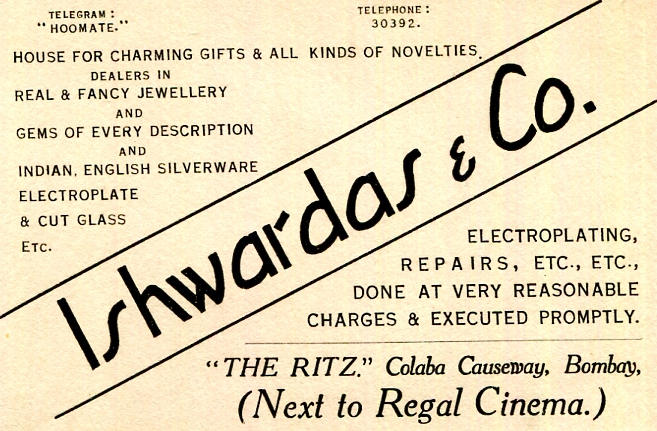 TELEGRAM:
"HOOMATE."
TELEPHONE:
30392.
HOUSE FOR CHARMING GIFTS & ALL KINDS OF NOVELTIES.
DEALERS IN
REAL & FANCY JEWELLERY
AND
GEMS OF EVERY DESCRIPTION
AND
INDIAN, ENGLISH SILVERWARE
ELECTROPLATE
& CUT GLASS
ETC.
Ishwardas & Co.
ELECTROPLATING,
REPAIRS, ETC., ETC.,
DONE AT VERY REASONABLE
CHARGES & EXECUTED PROMPTLY.
"THE RITZ." Colaba Causeway, Bombay,
(Next to Regal Cinema.)